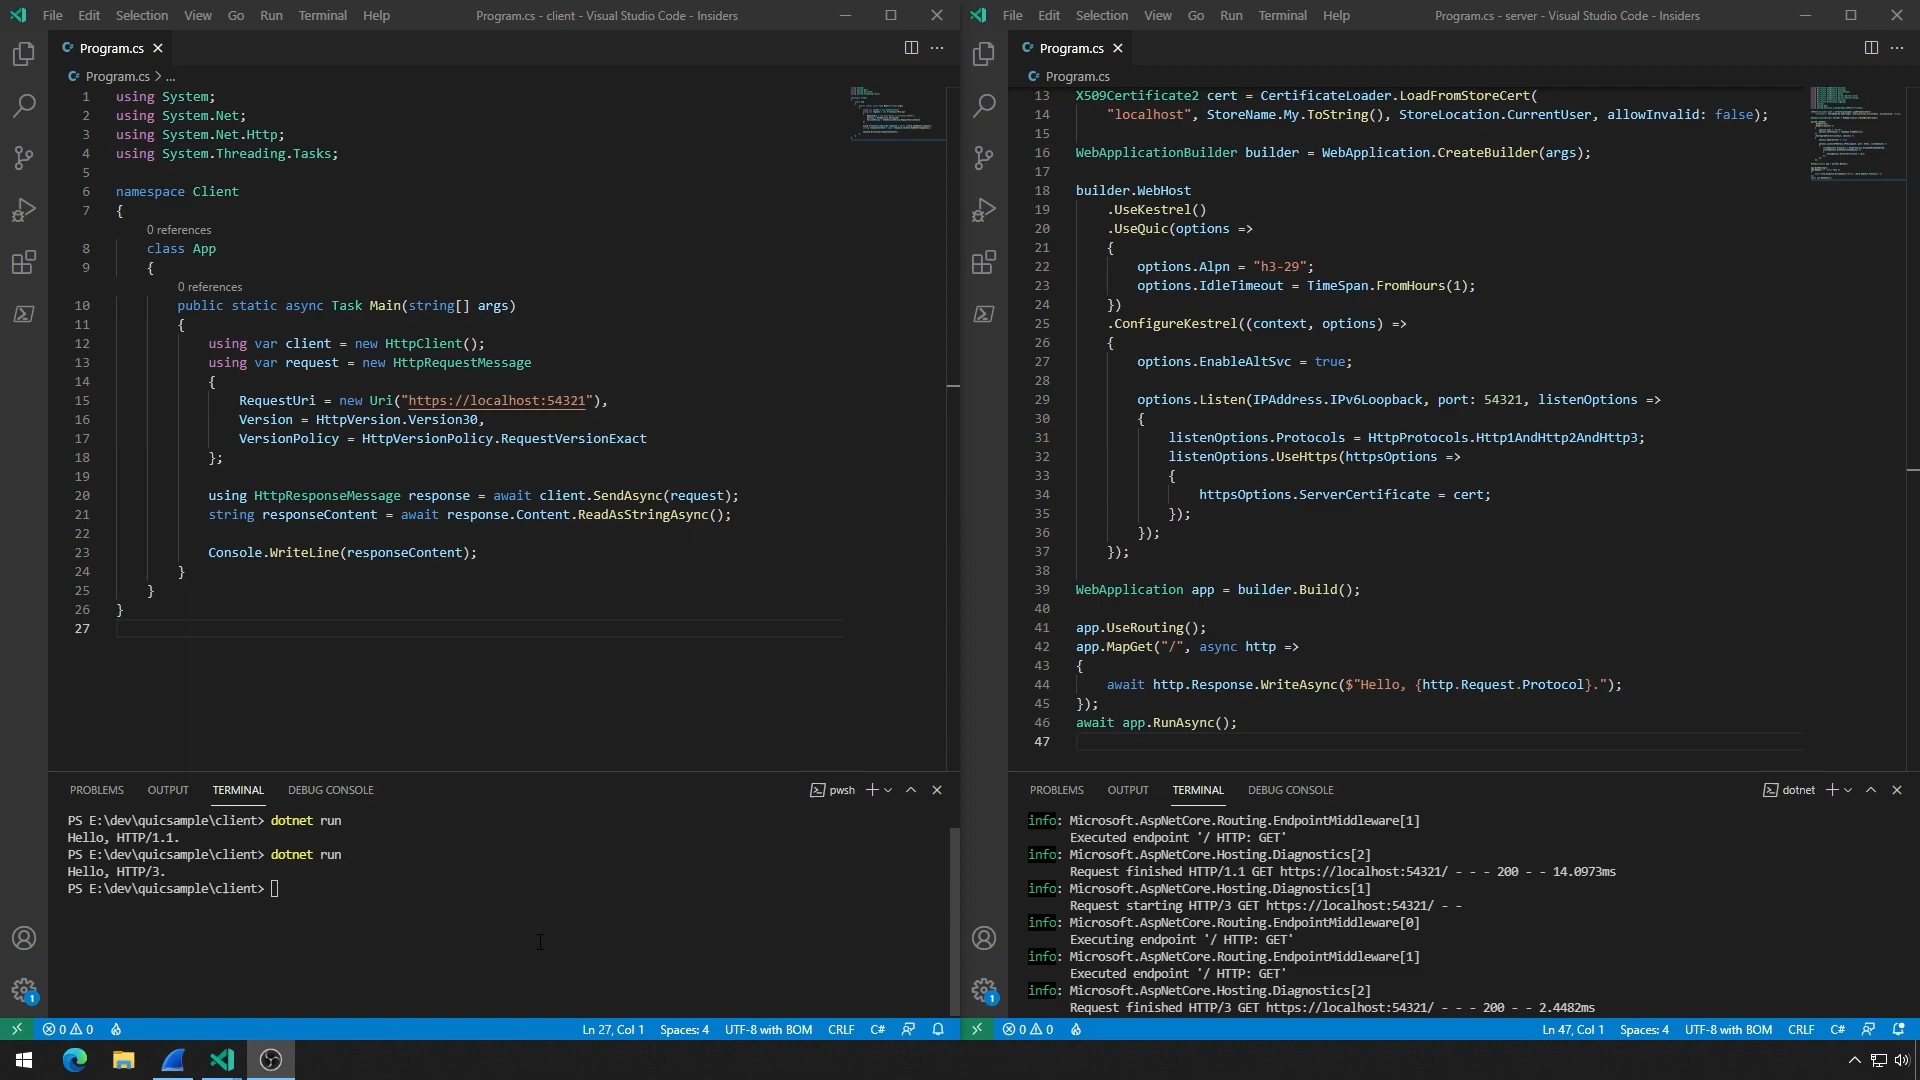 File Edit Selection View Go Run Terminal Help Program.cs - client - Visual Studio Code - Insiders
Program.cs
Program.cs > ...
1 using System;
2 using System.Net;
3 using System.Net.Http;
4 using System.Threading.Tasks;
5
6 namespace Client
7 {
0 references
8 class App
9 {
0 references
10 public static async Task Main(string[] args)
11 {
12 using var client = new HttpClient();
13 using var request = new HttpRequestMessage
14 {
15 RequestUri = new Uri("https://localhost:54321"),
16 Version = HttpVersion.Version30,
17 VersionPolicy = HttpVersionPolicy.RequestVersionExact
18 };
19
20 using HttpResponseMessage response = await client.SendAsync(request);
21 string responseContent = await response.Content.ReadAsStringAsync();
22
23 Console.WriteLine(responseContent);
24 }
25 }
26 }
27
PROBLEMS OUTPUT TERMINAL DEBUG CONSOLE pwsh
PS E:\dev\quicsample\client> dotnet run
Hello, HTTP/1.1.
PS E:\dev\quicsample\client> dotnet run
Hello, HTTP/3.
PS E:\dev\quicsample\client>
1
0 0 Ln 27, Col 1 Spaces: 4 UTF-8 with BOM CRLF C#
File Edit Selection View Go Run Terminal Help Program.cs - server - Visual Studio Code - Insiders
Program.cs
Program.cs
13 X509Certificate2 cert = CertificateLoader.LoadFromStoreCert(
14 "localhost", StoreName.My.ToString(), StoreLocation.CurrentUser, allowInvalid: false);
15
16 WebApplicationBuilder builder = WebApplication.CreateBuilder(args);
17
18 builder.WebHost
19 .UseKestrel()
20 .UseQuic(options =>
21 {
22 options.Alpn = "h3-29";
23 options.IdleTimeout = TimeSpan.FromHours(1);
24 })
25 .ConfigureKestrel((context, options) =>
26 {
27 options.EnableAltSvc = true;
28
29 options.Listen(IPAddress.IPv6Loopback, port: 54321, listenOptions =>
30 {
31 listenOptions.Protocols = HttpProtocols.Http1AndHttp2AndHttp3;
32 listenOptions.UseHttps(httpsOptions =>
33 {
34 httpsOptions.ServerCertificate = cert;
35 });
36 });
37 });
38
39 WebApplication app = builder.Build();
40
41 app.UseRouting();
42 app.MapGet("/", async http =>
43 {
44 await http.Response.WriteAsync($"Hello, {http.Request.Protocol}.");
45 });
46 await app.RunAsync();
47
PROBLEMS OUTPUT TERMINAL DEBUG CONSOLE dotnet
info: Microsoft.AspNetCore.Routing.EndpointMiddleware[1]
Executed endpoint '/ HTTP: GET'
info: Microsoft.AspNetCore.Hosting.Diagnostics[2]
Request finished HTTP/1.1 GET https://localhost:54321/ - - - 200 - - 14.0973ms
info: Microsoft.AspNetCore.Hosting.Diagnostics[1]
Request starting HTTP/3 GET https://localhost:54321/ - -
info: Microsoft.AspNetCore.Routing.EndpointMiddleware[0]
Executing endpoint '/ HTTP: GET'
info: Microsoft.AspNetCore.Routing.EndpointMiddleware[1]
Executed endpoint '/ HTTP: GET'
info: Microsoft.AspNetCore.Hosting.Diagnostics[2]
Request finished HTTP/3 GET https://localhost:54321/ - - - 200 - - 2.4482ms
1
0 0 Ln 47, Col 1 Spaces: 4 UTF-8 with BOM CRLF C#